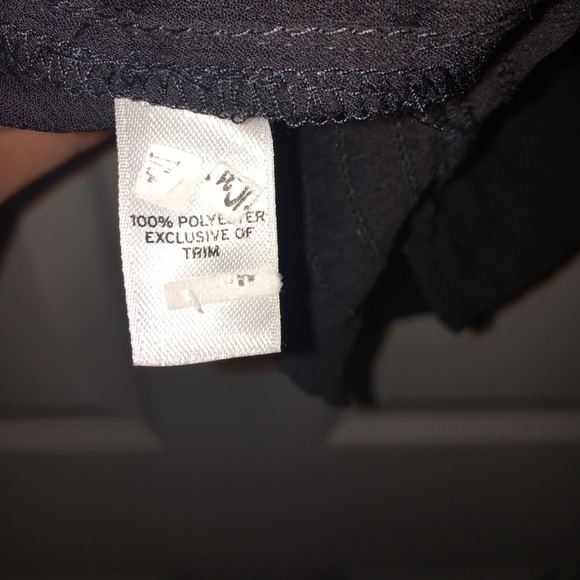 100% POLYESTER
EXCLUSIVE OF
TRIM